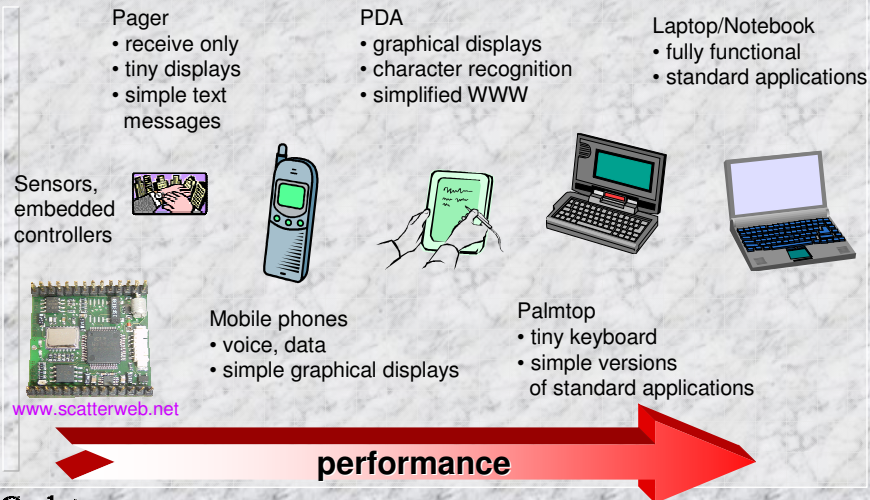 Pager
• receive only
• tiny displays
• simple text
messages
PDA
• graphical displays
• character recognition
• simplified WWW
Laptop/Notebook
• fully functional
• standard applications
Sensors,
embedded
controllers
www.scatterweb.net
Mobile phones
• voice, data
• simple graphical displays
Palmtop
• tiny keyboard
• simple versions
of standard applications
performance